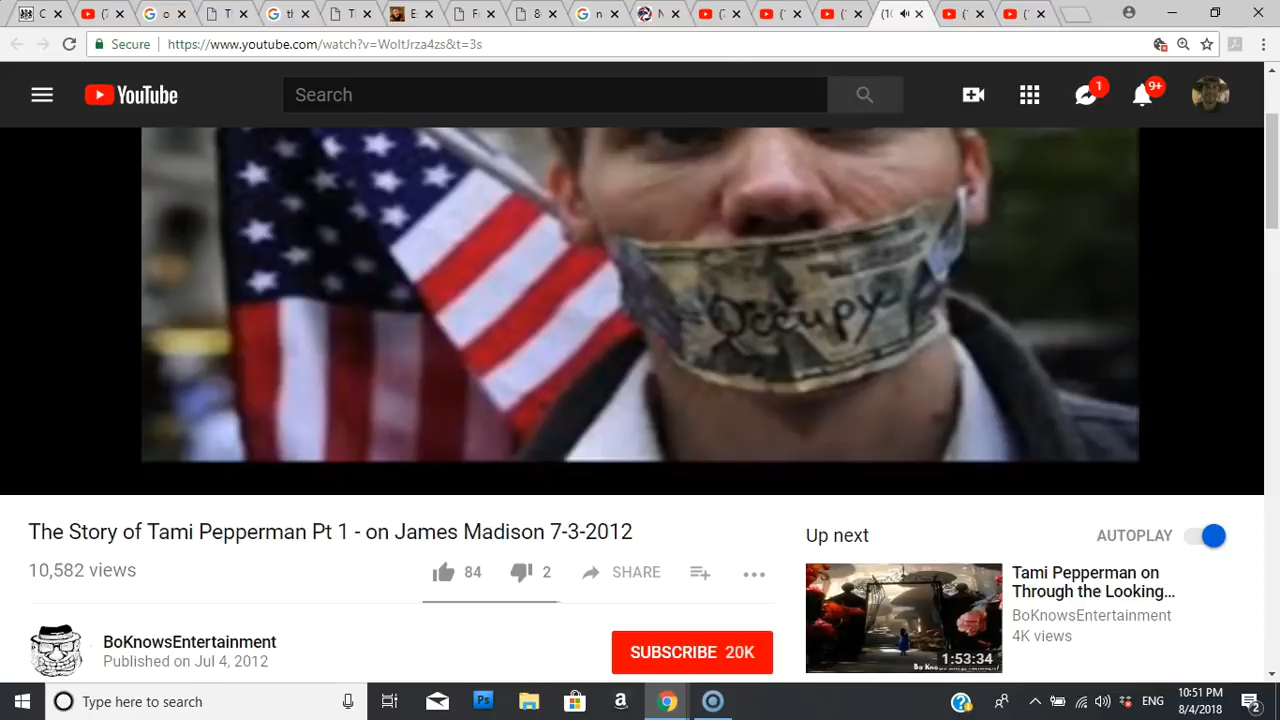 Secure
https://www.youtube.com/watch?v=WoltJrza4zs&t=3s
YouTube
Search
1
9+
Occupy
The Story of Tami Pepperman Pt 1 - on James Madison 7-3-2012
10,582 views
84
2
SHARE
BoKnowsEntertainment
Published on Jul 4, 2012
SUBSCRIBE 20K
Up next
AUTOPLAY
Tami Pepperman on
Through the Looking...
BoKnowsEntertainment
4K views
1:53:34
Type here to search
Ps
a
ENG
10:51 PM
8/4/2018
2